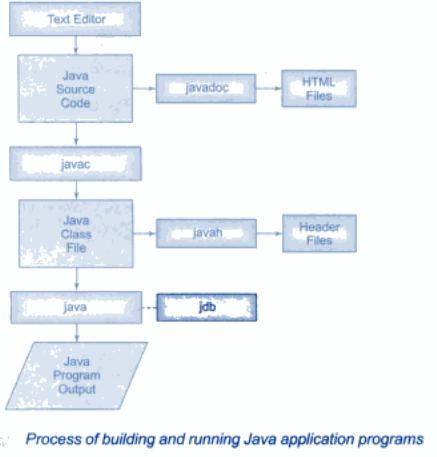 Text Editor
Java
Source
Code
javadoc
HTML
Files
javac
Java
Class
File
javah
Header
Files
java
jdb
Java
Program
Output
Process of building and running Java application programs